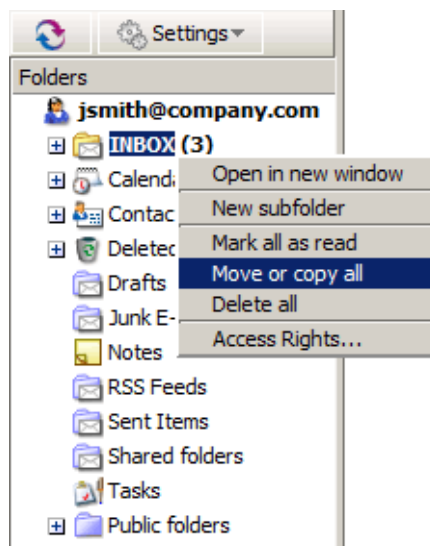 Settings
Folders
jsmith@company.com
INBOX (3)
Open in new window
New subfolder
Mark all as read
Move or copy all
Delete all
Access Rights...
Drafts
Junk E-
Notes
RSS Feeds
Sent Items
Shared folders
Tasks
Public folders